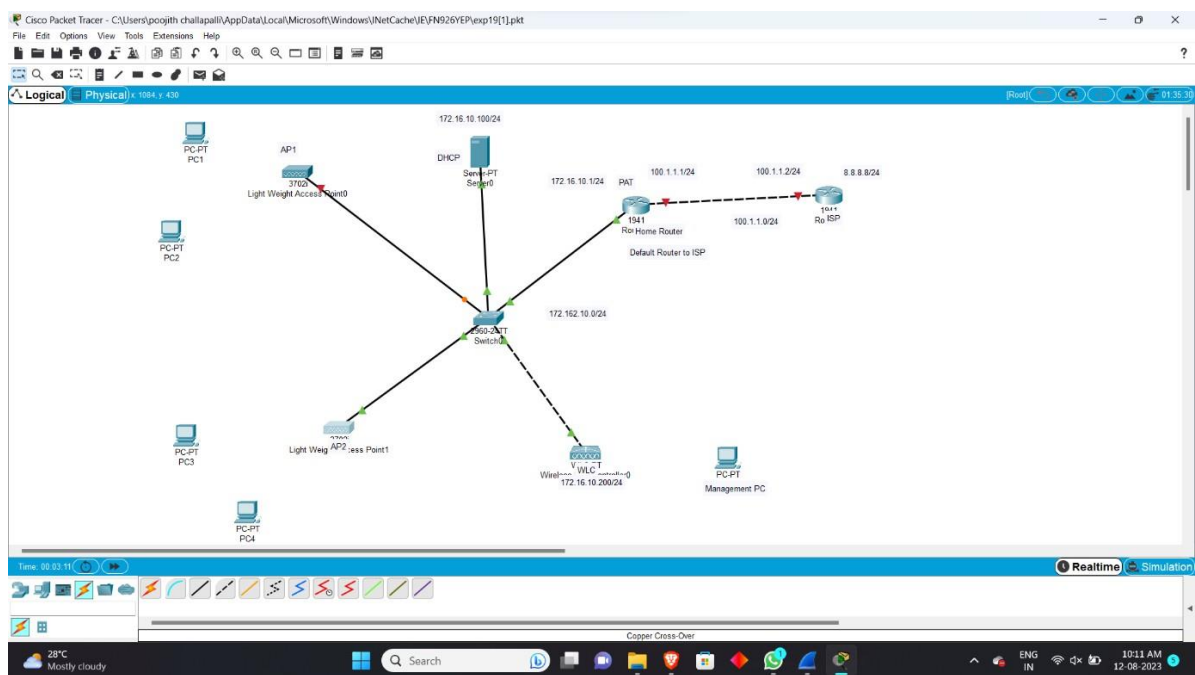 Cisco Packet Tracer - C:\Users\poojith challapalli\AppData\Local\Microsoft\Windows\INetCache\IE\FN926YEP\exp19[1].pkt
File Edit Options View Tools Extensions Help
?
Logical Physical x: 1084, y: 430
[Root] 01:35:30
172.16.10.100/24
PC-PT
PC1
AP1
3702i
Light Weight Access Point0
DHCP
Server-PT
Server0
172.16.10.1/24 PAT 100.1.1.1/24 100.1.1.2/24 8.8.8.8/24
1941
Home Router
100.1.1.0/24
1941
ISP
Default Router to ISP
PC-PT
PC2
172.162.10.0/24
2960-24TT
Switch0
PC-PT
PC3
Light Weig AP2 cess Point1
WLC
172.16.10.200/24
PC-PT
Management PC
PC-PT
PC4
Time: 00:03:11
Realtime Simulation
Copper Cross-Over
28°C
Mostly cloudy
Search
ENG
IN
10:11 AM
12-08-2023
5